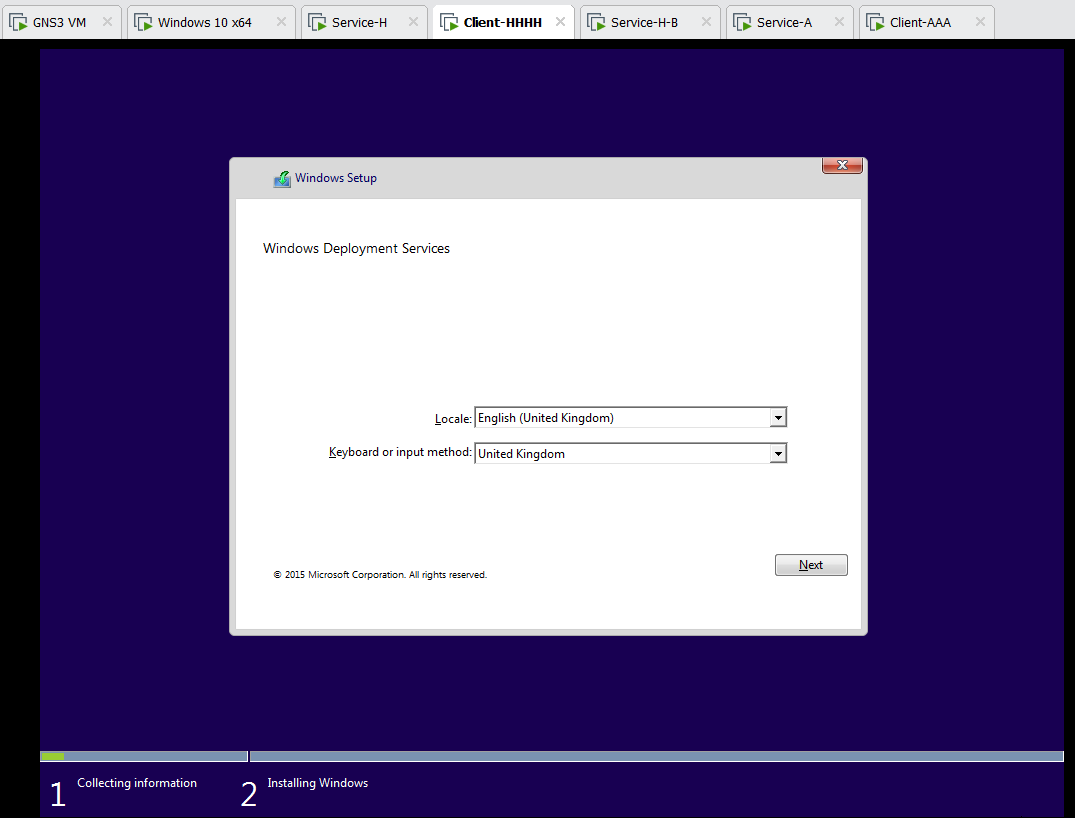 GNS3 VM
Windows 10 x64
Service-H
Client-HHHH
Service-H-B
Service-A
Client-AAA
Windows Setup
Windows Deployment Services
Locale: English (United Kingdom)
Keyboard or input method: United Kingdom
Next
© 2015 Microsoft Corporation. All rights reserved.
1 Collecting information
2 Installing Windows